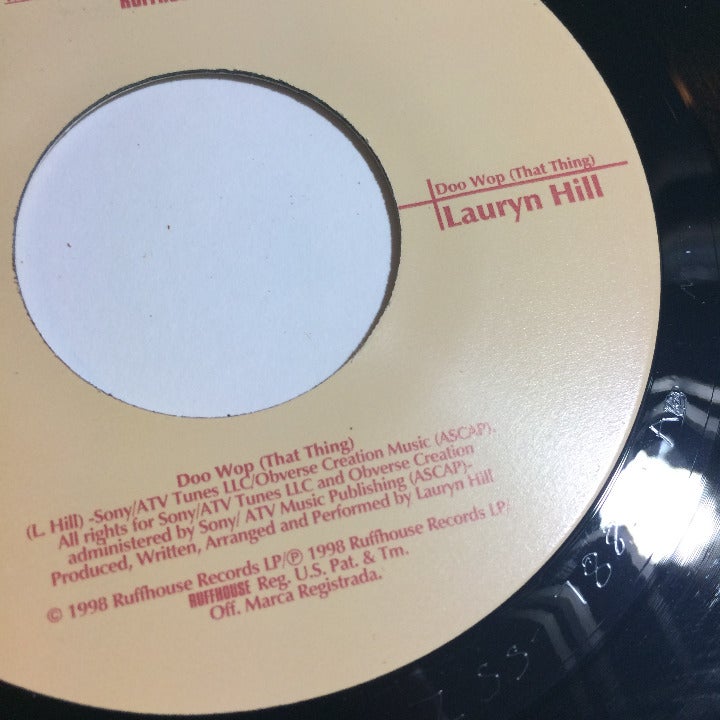 RUFFHOUSE
Doo Wop (That Thing)
Lauryn Hill
Doo Wop (That Thing)
(L. Hill) -Sony/ATV Tunes LLC/Obverse Creation Music (ASCAP).
All rights for Sony/ATV Tunes LLC and Obverse Creation
administered by Sony/ ATV Music Publishing (ASCAP)-
Produced, Written, Arranged and Performed by Lauryn Hill
© 1998 Ruffhouse Records LP/℗ 1998 Ruffhouse Records LP/
RUFFHOUSE Reg. U.S. Pat. & Tm.
Off. Marca Registrada.